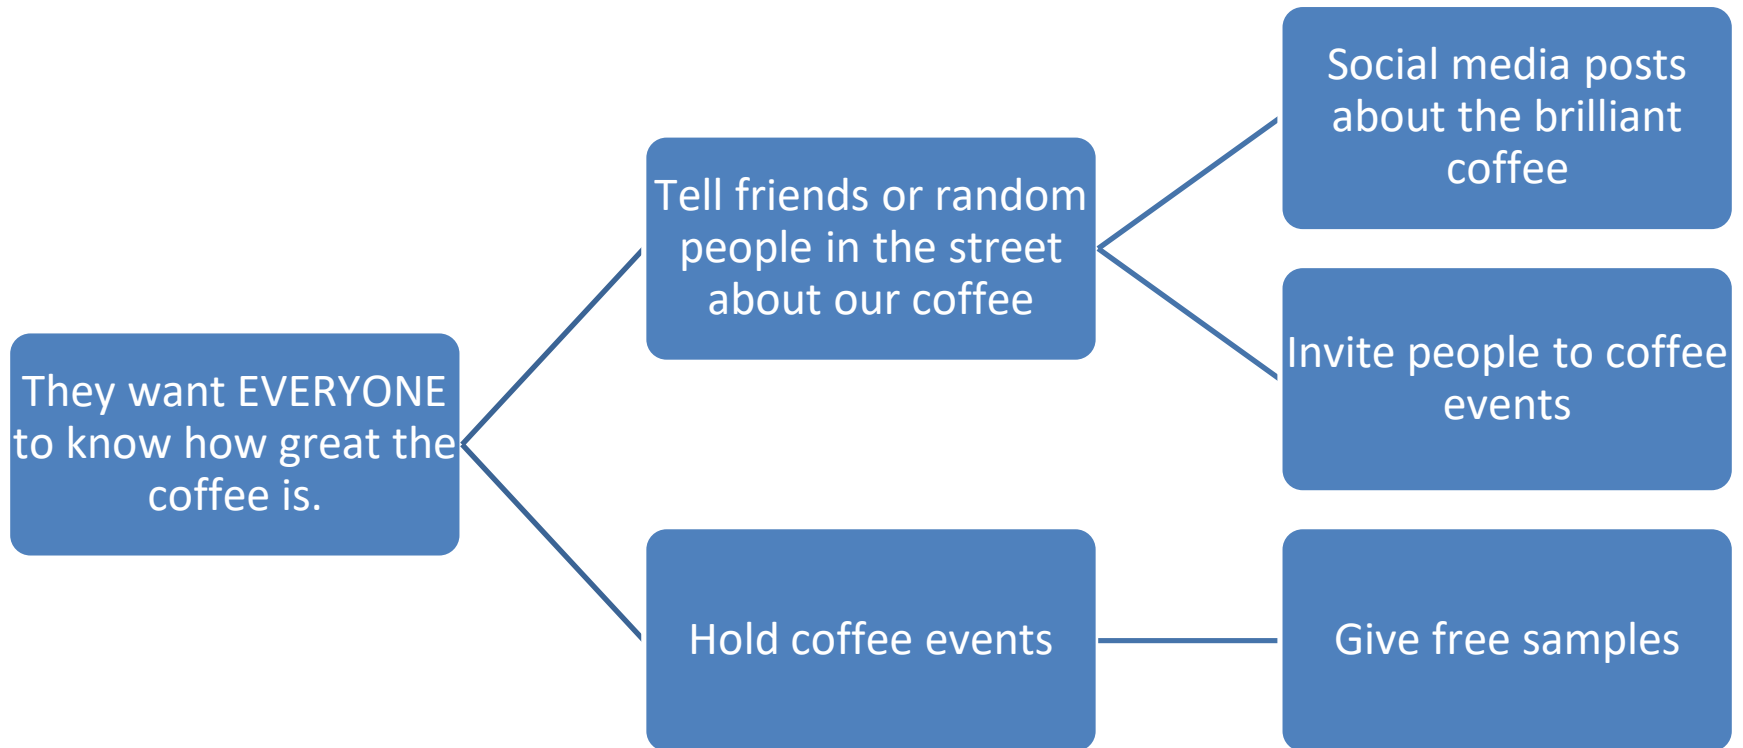 They want EVERYONE
to know how great the
coffee is.
Tell friends or random
people in the street
about our coffee
Social media posts
about the brilliant
coffee
Invite people to coffee
events
Hold coffee events
Give free samples